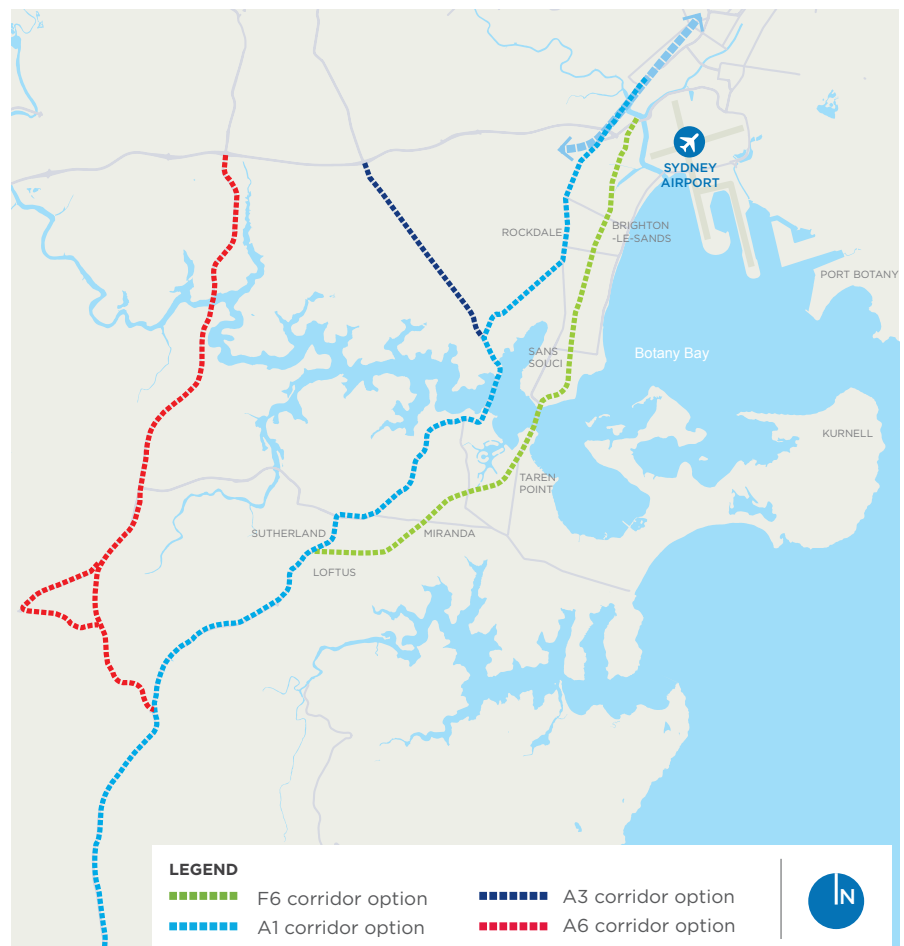 SYDNEY
AIRPORT
ROCKDALE
BRIGHTON
-LE-SANDS
PORT BOTANY
SANS
SOUCI
Botany Bay
KURNELL
TAREN
POINT
SUTHERLAND
MIRANDA
LOFTUS
LEGEND
F6 corridor option
A3 corridor option
A1 corridor option
A6 corridor option
N